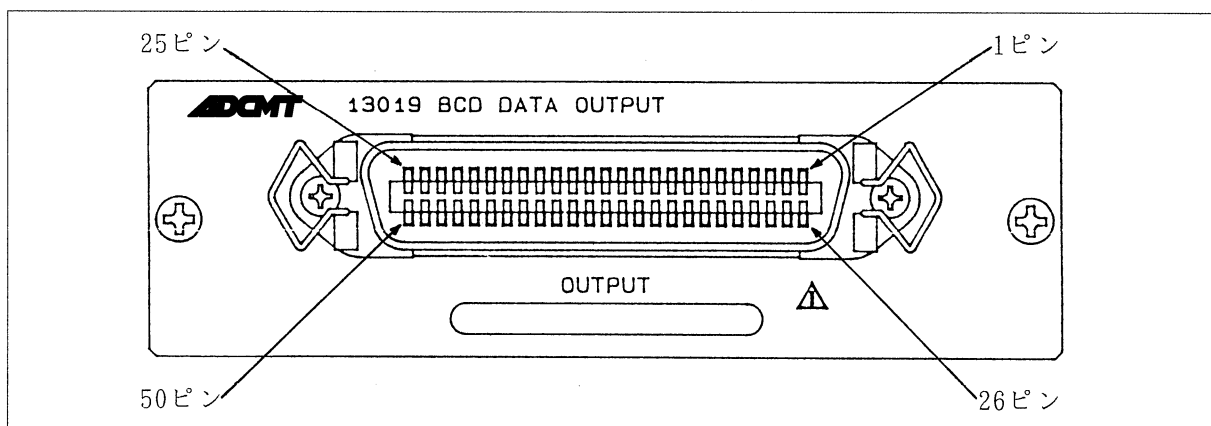 25ピン
1ピン
ADCMT 13019 BCD DATA OUTPUT
OUTPUT
50ピン
26ピン